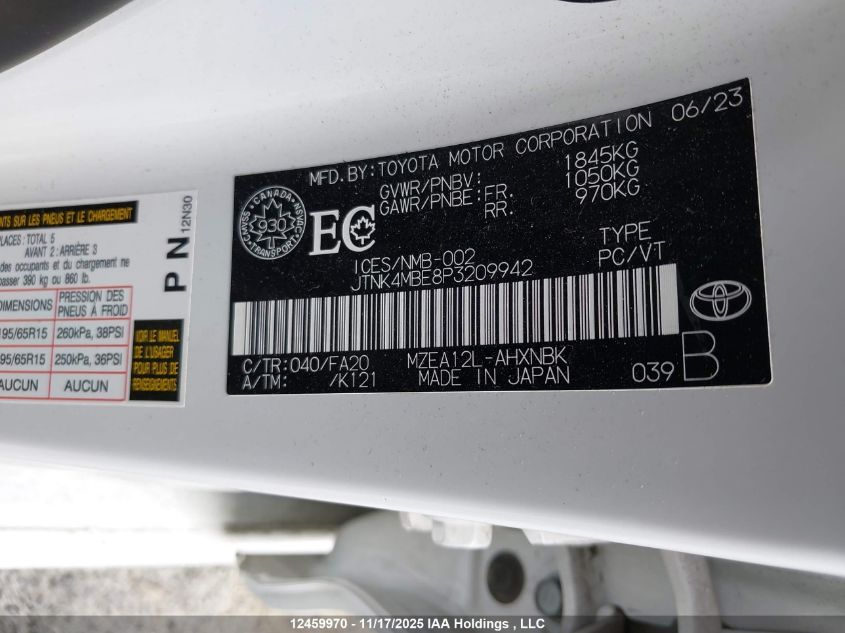 NTS SUR LES PNEUS ET LE CHARGEMENT
PLACES: TOTAL 5
AVANT 2: ARRIÈRE 3
des occupants et du chargement ne
passer 390 kg ou 860 lb.
DIMENSIONS PRESSION DES PNEUS À FROID
195/65R15 260kPa, 38PSI
195/65R15 250kPa, 36PSI
AUCUN AUCUN
P N 12N30
VOIR LE MANUEL
DE L'USAGER
POUR PLUS DE
RENSEIGNEMENTS
MFD.BY:TOYOTA MOTOR CORPORATION 06/23
GVWR/PNBV: 1845KG
GAWR/PNBE: FR. 1050KG
RR. 970KG
CANADA
930
TRANSPORT
EC
ICES/NMB-002
JTNK4MBE8P3209942
TYPE
PC/VT
C/TR:040/FA20 MZEA12L-AHXNBK
A/TM: /K121 MADE IN JAPAN
039 B
12459970 - 11/17/2025 IAA Holdings , LLC